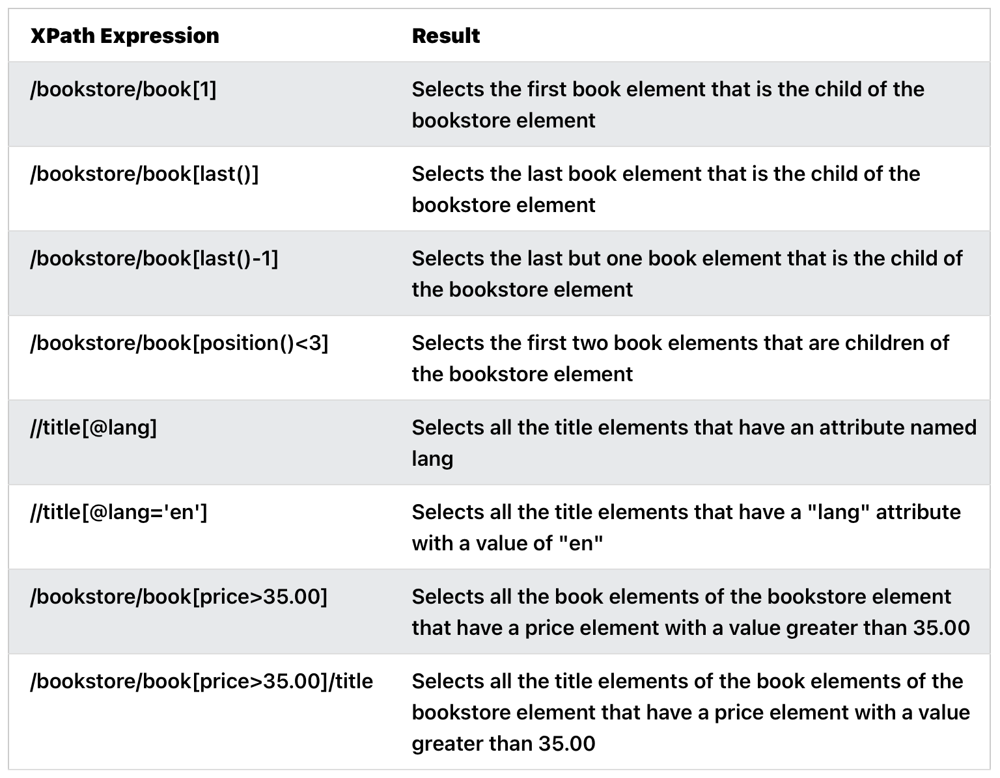 XPath Expression Result
/bookstore/book[1] Selects the first book element that is the child of the
bookstore element
/bookstore/book[last()] Selects the last book element that is the child of the
bookstore element
/bookstore/book[last()-1] Selects the last but one book element that is the child of
the bookstore element
/bookstore/book[position()<3] Selects the first two book elements that are children of
the bookstore element
//title[@lang] Selects all the title elements that have an attribute named
lang
//title[@lang='en'] Selects all the title elements that have a "lang" attribute
with a value of "en"
/bookstore/book[price>35.00] Selects all the book elements of the bookstore element
that have a price element with a value greater than 35.00
/bookstore/book[price>35.00]/title Selects all the title elements of the book elements of the
bookstore element that have a price element with a value
greater than 35.00